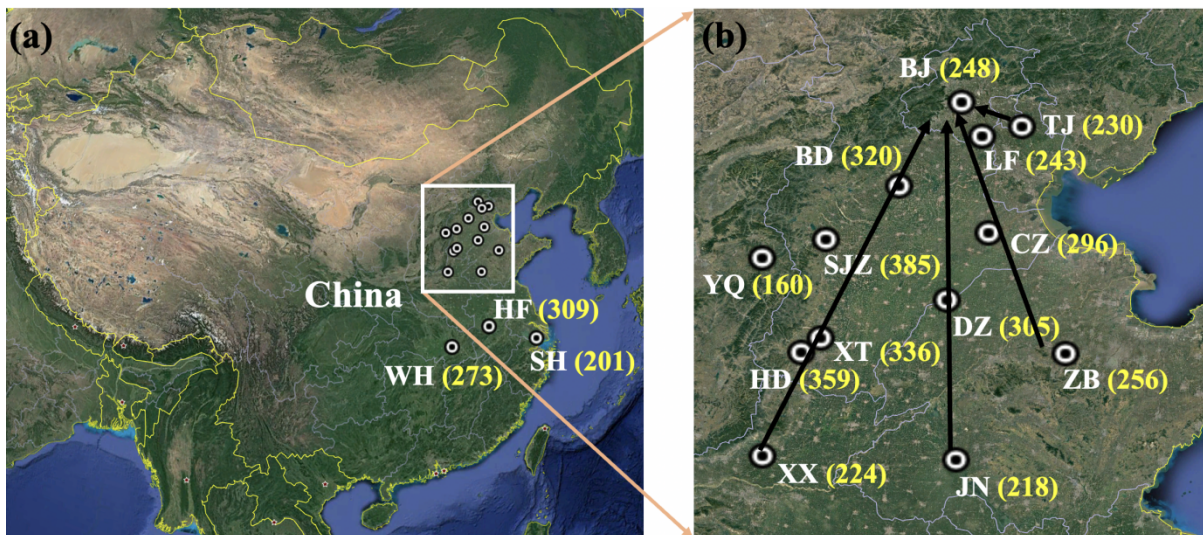 (a)
China
HF (309)
SH (201)
WH (273)
(b)
BJ (248)
TJ (230)
LF (243)
BD (320)
CZ (296)
SJZ (385)
YQ (160)
DZ (305)
XT (336)
HD (359)
ZB (256)
XX (224)
JN (218)